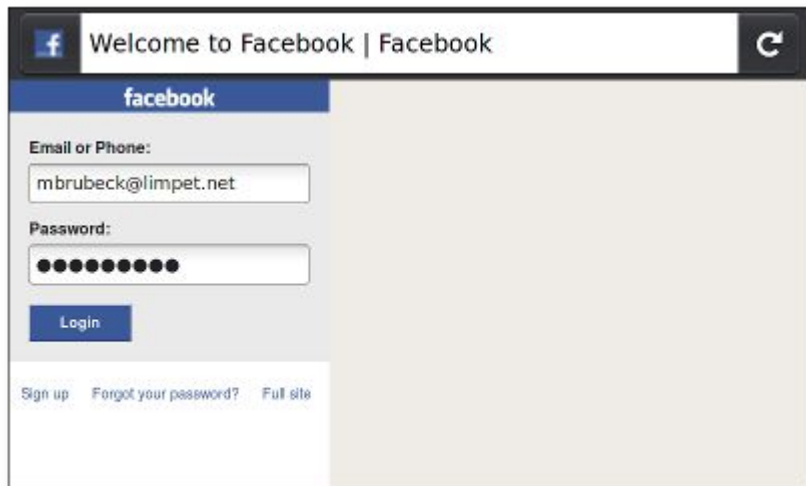 Welcome to Facebook | Facebook
facebook
Email or Phone:
mbrubeck@limpet.net
Password:
●●●●●●●●●
Login
Sign up Forgot your password? Full site